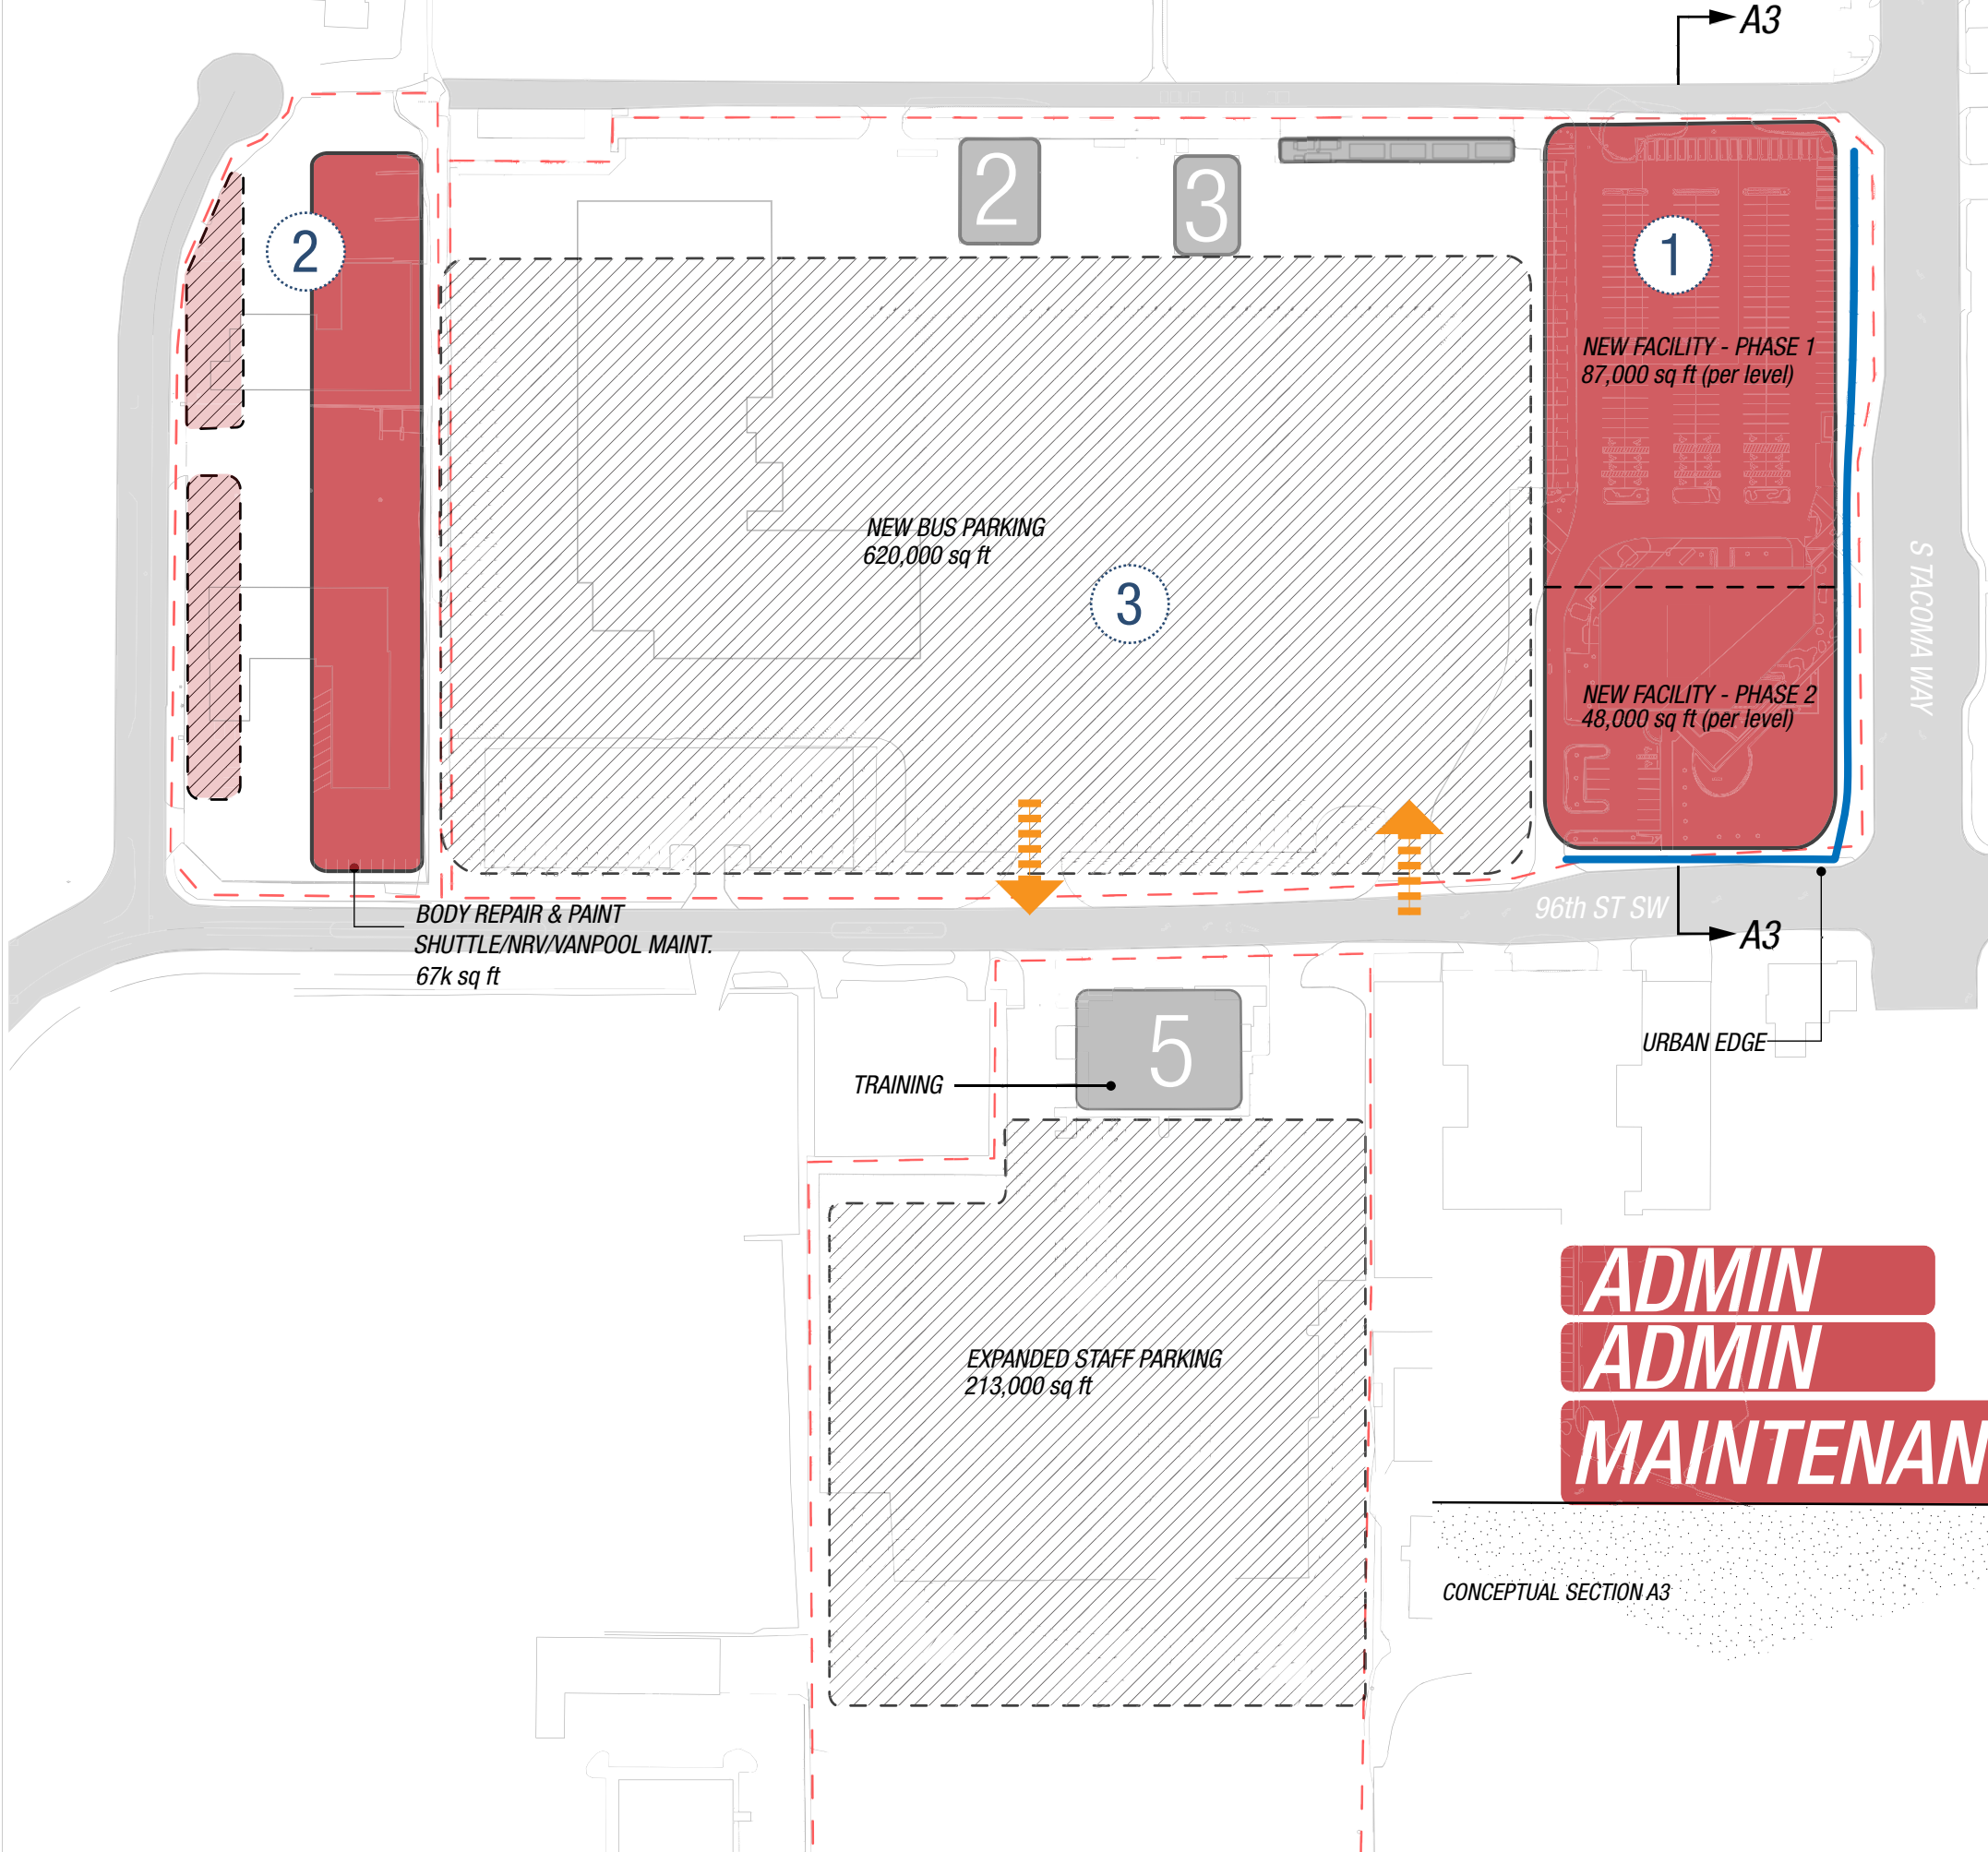 A3
2
3
2
1
NEW FACILITY - PHASE 1
87,000 sq ft (per level)
NEW BUS PARKING
620,000 sq ft
3
S TACOMA WAY
NEW FACILITY - PHASE 2
48,000 sq ft (per level)
96th ST SW
A3
BODY REPAIR & PAINT
SHUTTLE/NRV/VANPOOL MAINT.
67k sq ft
5
URBAN EDGE
TRAINING
ADMIN
ADMIN
EXPANDED STAFF PARKING
213,000 sq ft
MAINTENAN
CONCEPTUAL SECTION A3